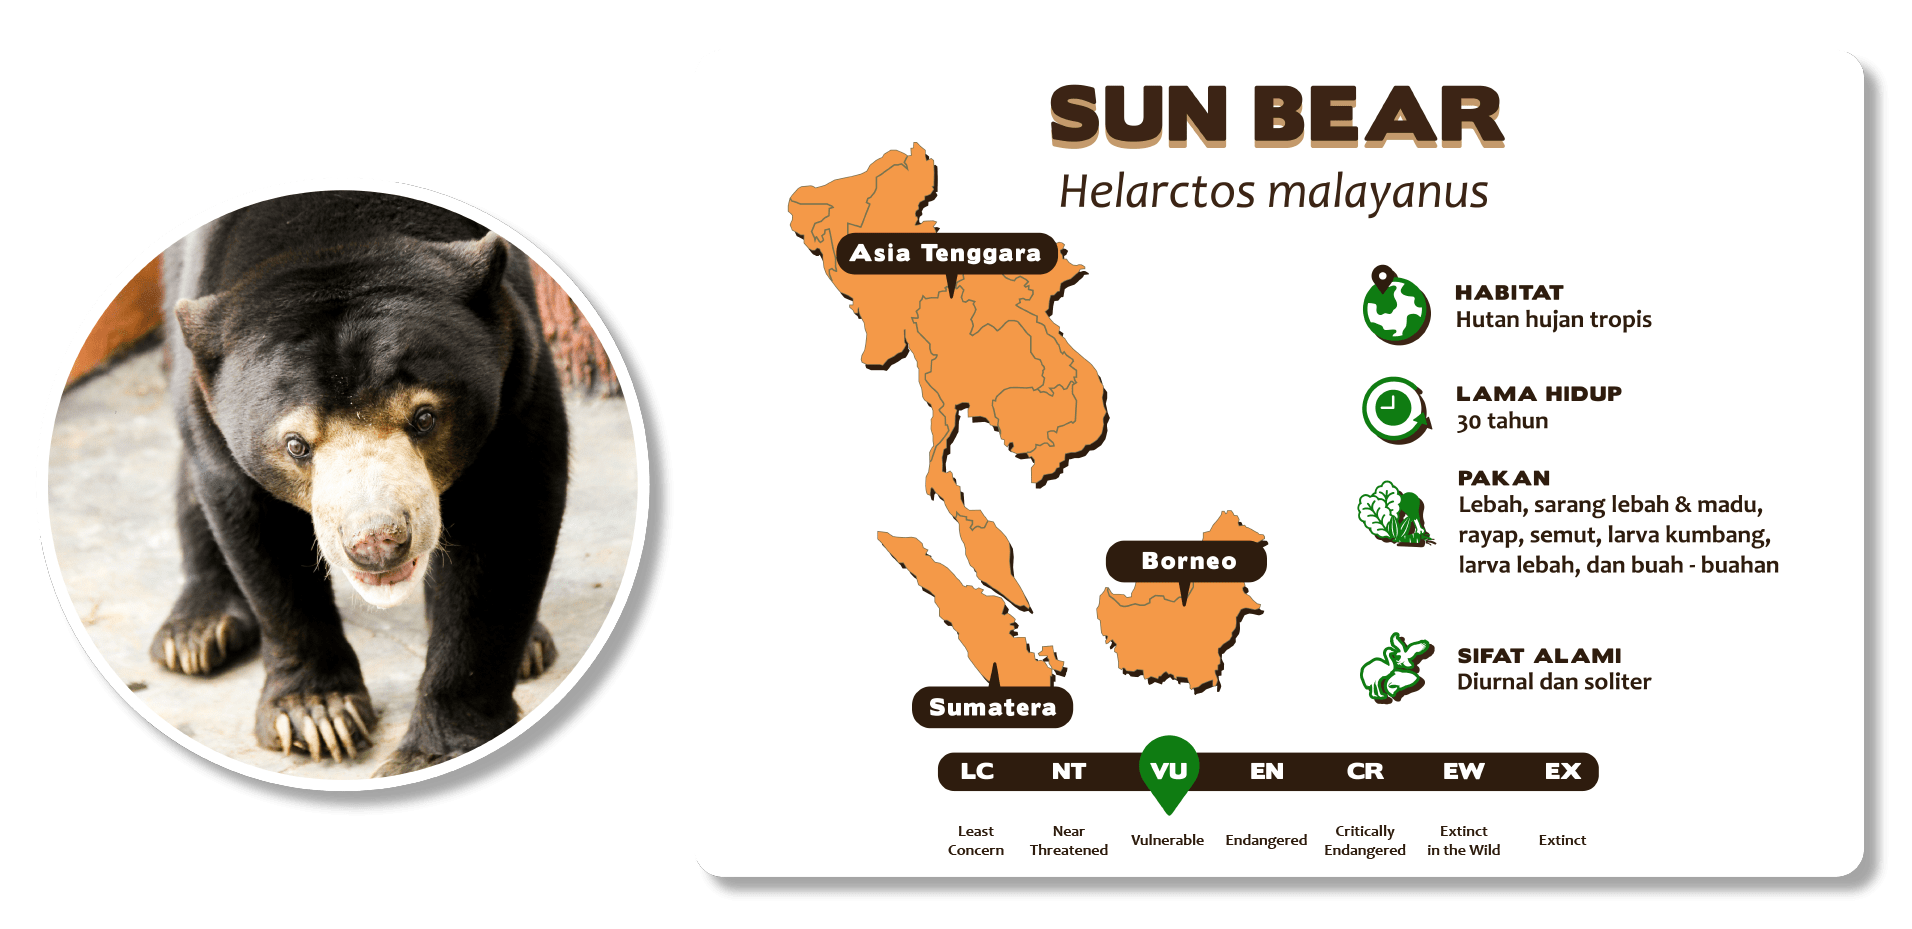 SUN BEAR
Helarctos malayanus
Asia Tenggara
Borneo
Sumatera
HABITAT
Hutan hujan tropis
LAMA HIDUP
30 tahun
PAKAN
Lebah, sarang lebah & madu,
rayap, semut, larva kumbang,
larva lebah, dan buah - buahan
SIFAT ALAMI
Diurnal dan soliter
LC NT VU EN CR EW EX
Least
Concern
Near
Threatened
Vulnerable
Endangered
Critically
Endangered
Extinct
in the Wild
Extinct